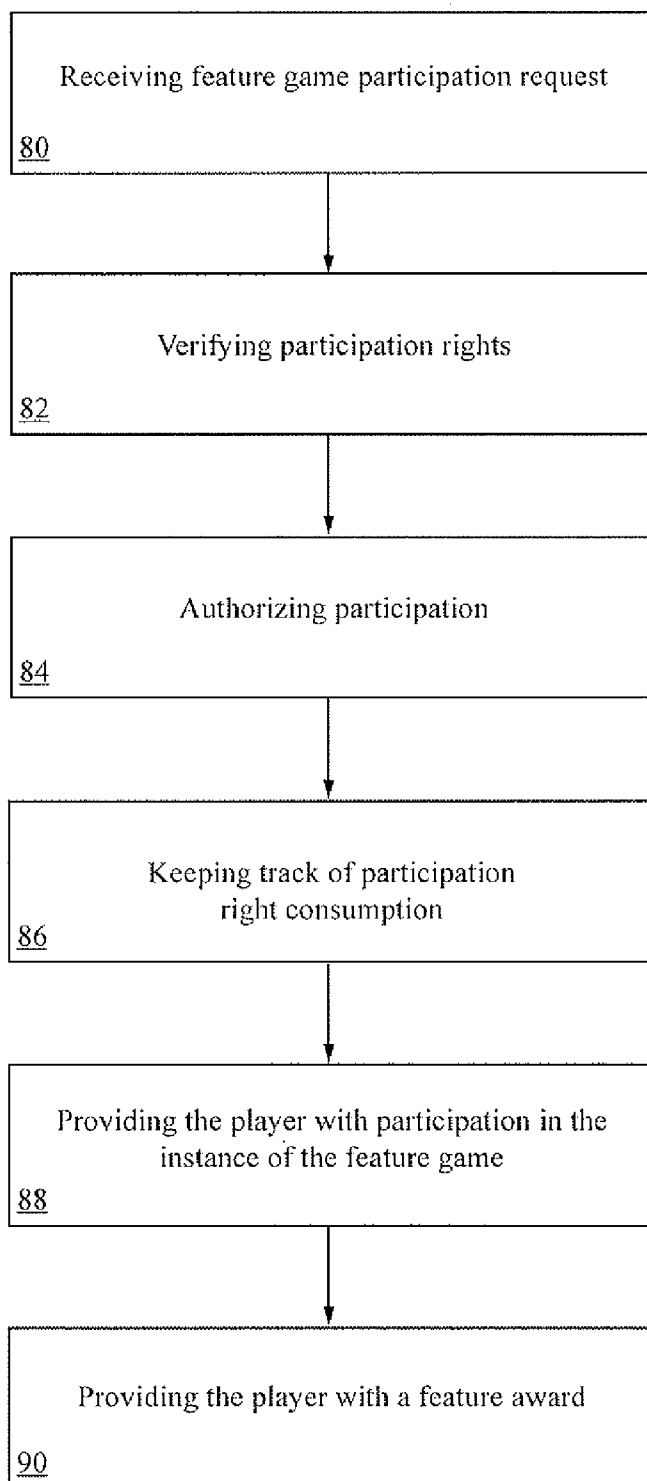 Receiving feature game participation request
80
Verifying participation rights
82
Authorizing participation
84
Keeping track of participation
right consumption
86
Providing the player with participation in the
instance of the feature game
88
Providing the player with a feature award
90